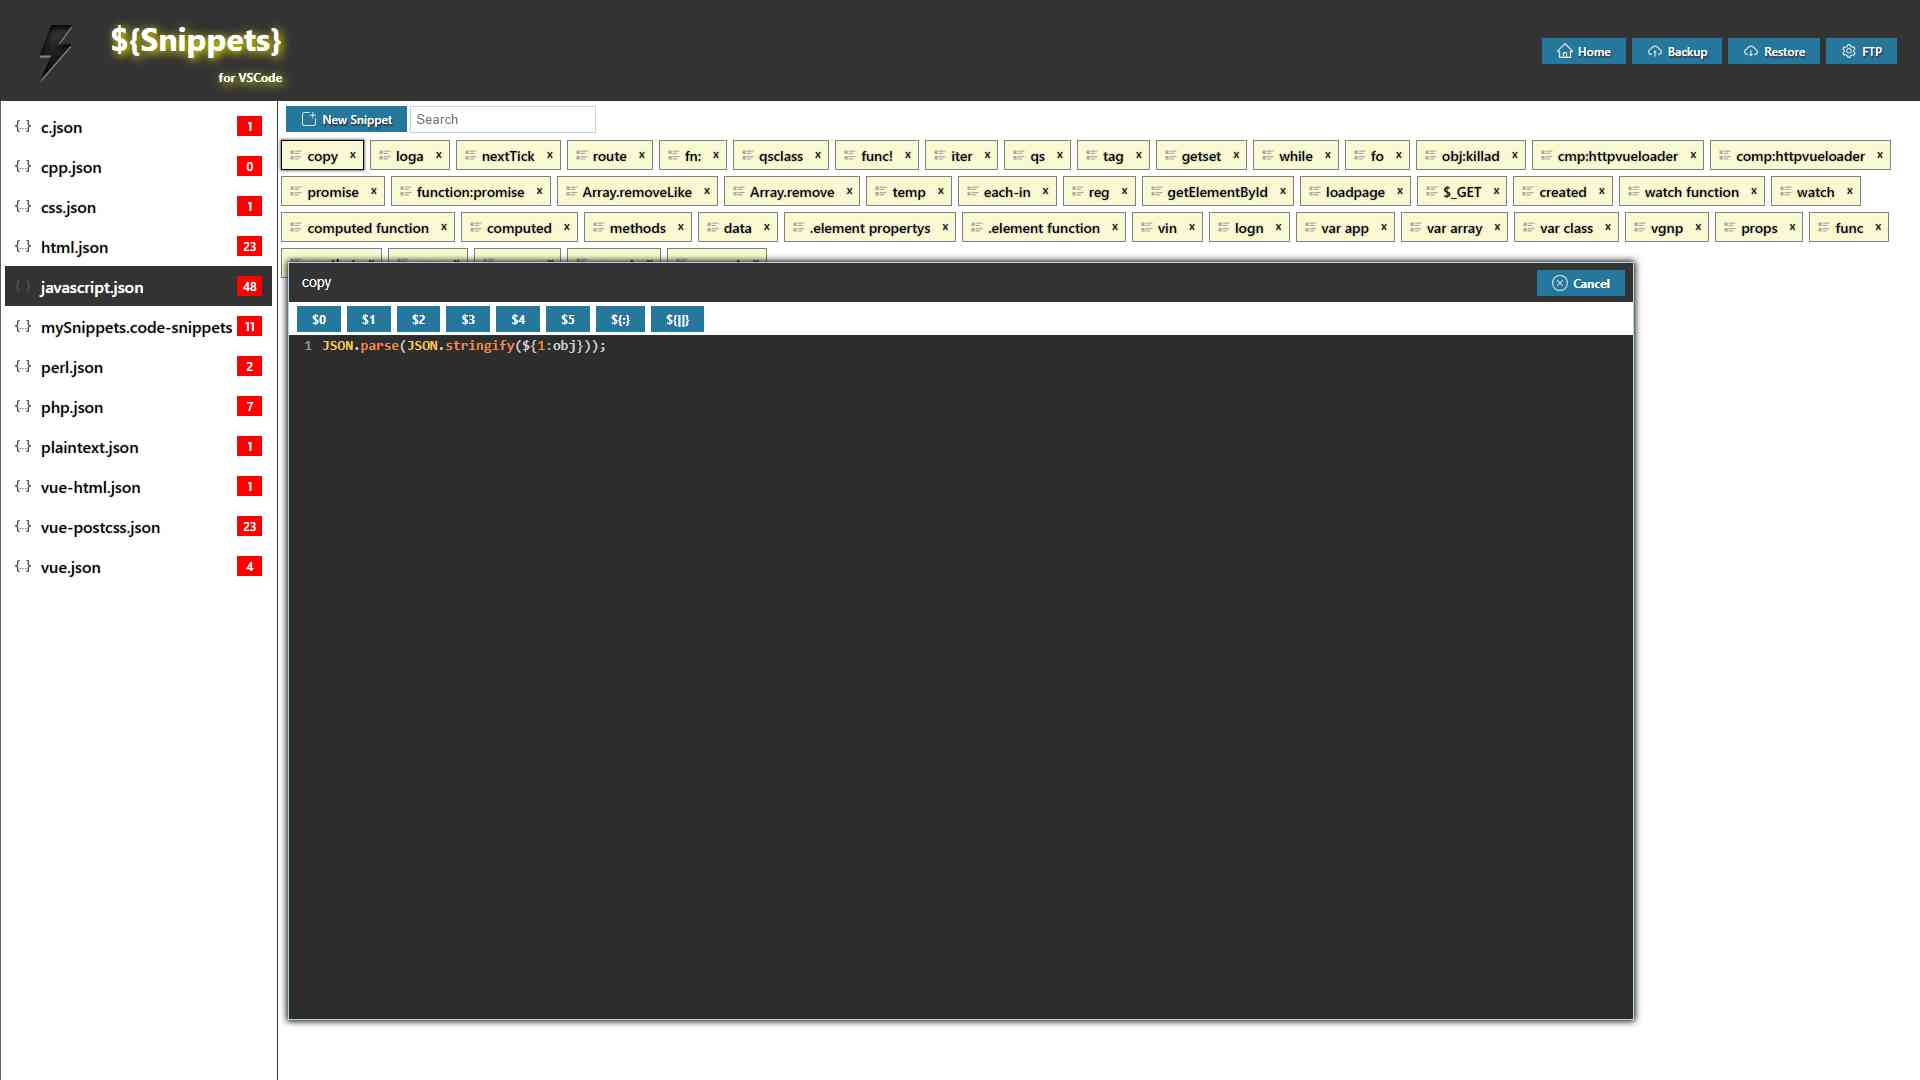 ${Snippets}
for VSCode
Home
Backup
Restore
FTP
c.json 1
cpp.json 0
css.json 1
html.json 23
javascript.json 48
mySnippets.code-snippets 11
perl.json 2
php.json 7
plaintext.json 1
vue-html.json 1
vue-postcss.json 23
vue.json 4
New Snippet Search
copy x loga x nextTick x route x fn: x qsclass x func! x iter x qs x tag x getset x while x fo x obj:killad x cmp:httpvueloader x comp:httpvueloader x
promise x function:promise x Array.removeLike x Array.remove x temp x each-in x reg x getElementById x loadpage x $_GET x created x watch function x watch x
computed function x computed x methods x data x .element propertys x .element function x vin x logn x var app x var array x var class x vgnp x props x func x
copy
Cancel
$0 $1 $2 $3 $4 $5 ${:} ${||}
1 JSON.parse(JSON.stringify(${1:obj}));